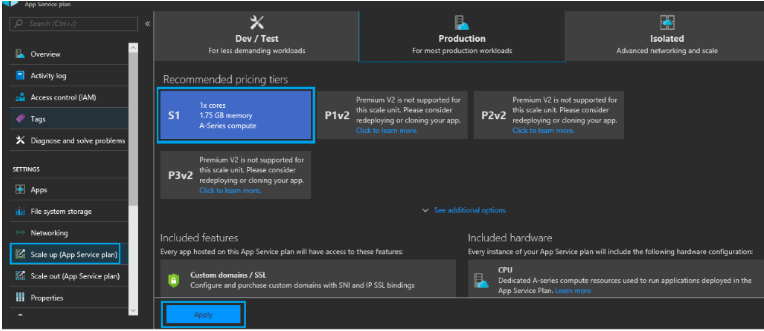 App Service plan
Search (Ctrl+/)
«
Overview
Activity log
Access control (IAM)
Tags
Diagnose and solve problems
SETTINGS
Apps
File system storage
Networking
Scale up (App Service plan)
Scale out (App Service plan)
Properties
Dev / Test
For less demanding workloads
Production
For most production workloads
Isolated
Advanced networking and scale
Recommended pricing tiers
S1
1x cores
1.75 GB memory
A-Series compute
P1v2
Premium V2 is not supported for
this scale unit. Please consider
redeploying or cloning your app.
Click to learn more.
P2v2
Premium V2 is not supported for
this scale unit. Please consider
redeploying or cloning your app.
Click to learn more.
P3v2
Premium V2 is not supported for
this scale unit. Please consider
redeploying or cloning your app.
Click to learn more.
See additional options
Included features
Every app hosted on this App Service plan will have access to these features:
Custom domains / SSL
Configure and purchase custom domains with SNI and IP SSL bindings
Included hardware
Every instance of your App Service plan will include the following hardware configuration:
CPU
Dedicated A-series compute resources used to run applications deployed in the
App Service Plan. Learn more
Apply